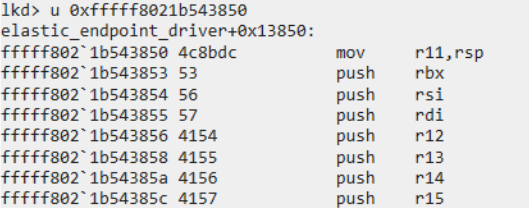 lkd> u 0xfffff8021b543850
elastic_endpoint_driver+0x13850:
fffff802`1b543850 4c8bdc mov r11,rsp
fffff802`1b543853 53 push rbx
fffff802`1b543854 56 push rsi
fffff802`1b543855 57 push rdi
fffff802`1b543856 4154 push r12
fffff802`1b543858 4155 push r13
fffff802`1b54385a 4156 push r14
fffff802`1b54385c 4157 push r15